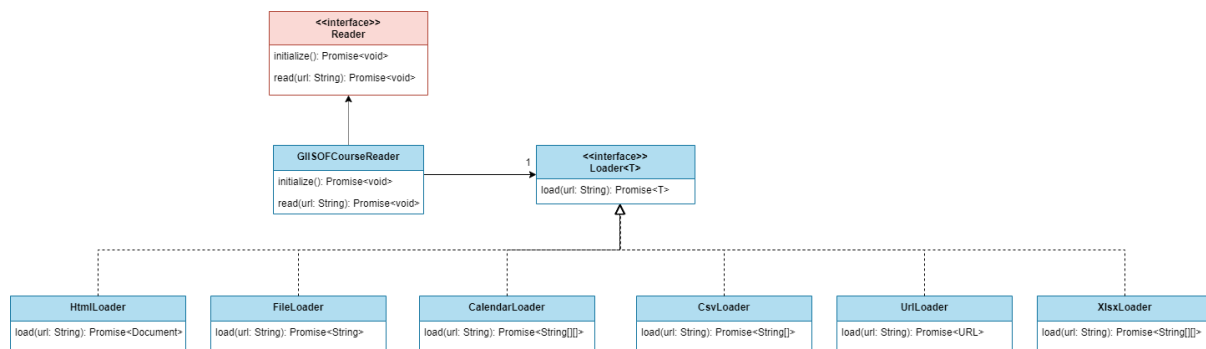 <<interface>>
Reader
initialize(): Promise<void>
read(url: String): Promise<void>
GIISOFCourseReader
initialize(): Promise<void>
read(url: String): Promise<void>
1
<<interface>>
Loader<T>
load(url: String): Promise<T>
HtmlLoader
load(url: String): Promise<Document>
FileLoader
load(url: String): Promise<String>
CalendarLoader
load(url: String): Promise<String[][]>
CsvLoader
load(url: String): Promise<String[]>
UrlLoader
load(url: String): Promise<URL>
XlsxLoader
load(url: String): Promise<String[][]>